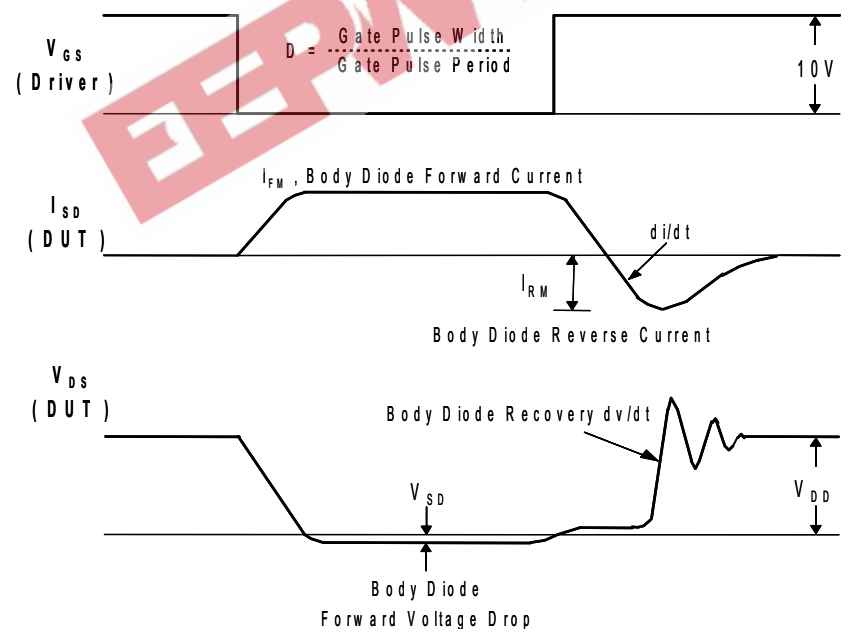 V_GS
(Driver)
D = Gate Pulse Width
Gate Pulse Period
10V
I_FM , Body Diode Forward Current
I_SD
(DUT)
di/dt
I_RM
Body Diode Reverse Current
V_DS
(DUT)
Body Diode Recovery dv/dt
V_SD
V_DD
Body Diode
Forward Voltage Drop